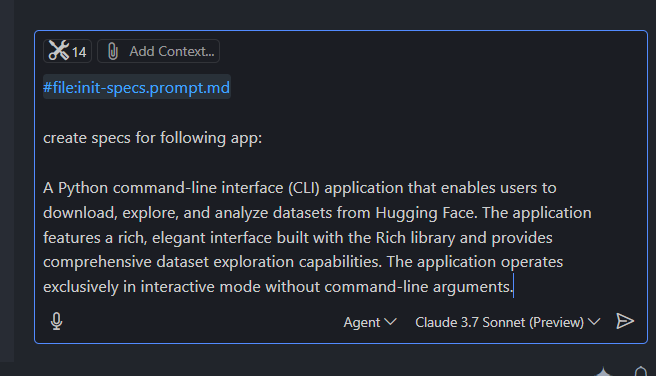 14 Add Context...
#file:init-specs.prompt.md
create specs for following app:
A Python command-line interface (CLI) application that enables users to
download, explore, and analyze datasets from Hugging Face. The application
features a rich, elegant interface built with the Rich library and provides
comprehensive dataset exploration capabilities. The application operates
exclusively in interactive mode without command-line arguments.
Agent Claude 3.7 Sonnet (Preview)